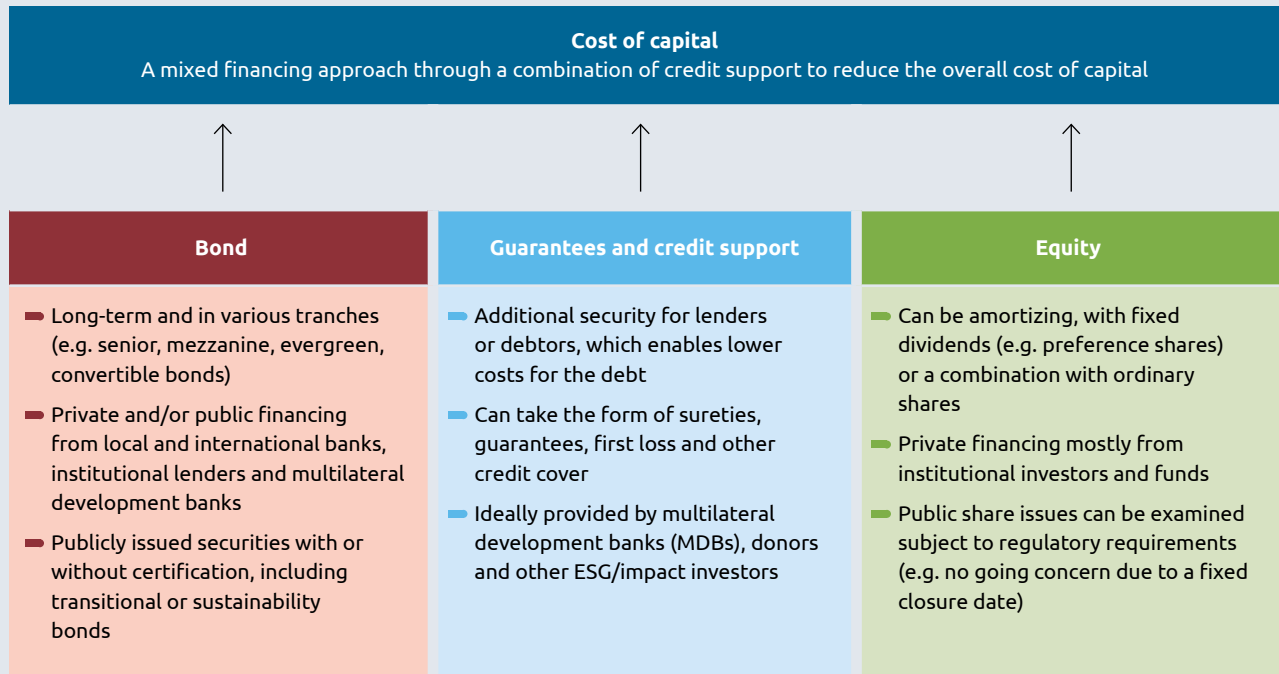 Cost of capital
A mixed financing approach through a combination of credit support to reduce the overall cost of capital
Bond
Long-term and in various tranches
(e.g. senior, mezzanine, evergreen,
convertible bonds)
Private and/or public financing
from local and international banks,
institutional lenders and multilateral
development banks
Publicly issued securities with or
without certification, including
transitional or sustainability
bonds
Guarantees and credit support
Additional security for lenders
or debtors, which enables lower
costs for the debt
Can take the form of sureties,
guarantees, first loss and other
credit cover
Ideally provided by multilateral
development banks (MDBs), donors
and other ESG/impact investors
Equity
Can be amortizing, with fixed
dividends (e.g. preference shares)
or a combination with ordinary
shares
Private financing mostly from
institutional investors and funds
Public share issues can be examined
subject to regulatory requirements
(e.g. no going concern due to a fixed
closure date)